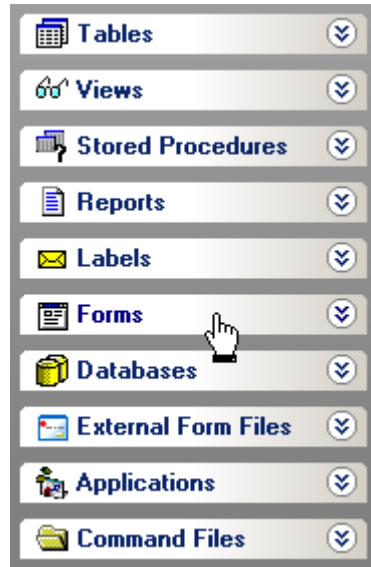 Tables
Views
Stored Procedures
Reports
Labels
Forms
Databases
External Form Files
Applications
Command Files